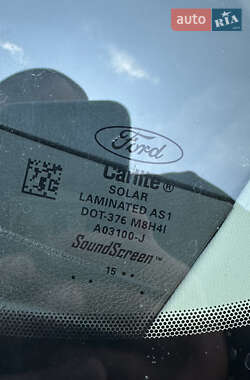 AUTO RIA
Ford
Carlite®
SOLAR
LAMINATED AS1
DOT-376 M8H4I
A03100-J
SoundScreen™
15 ••